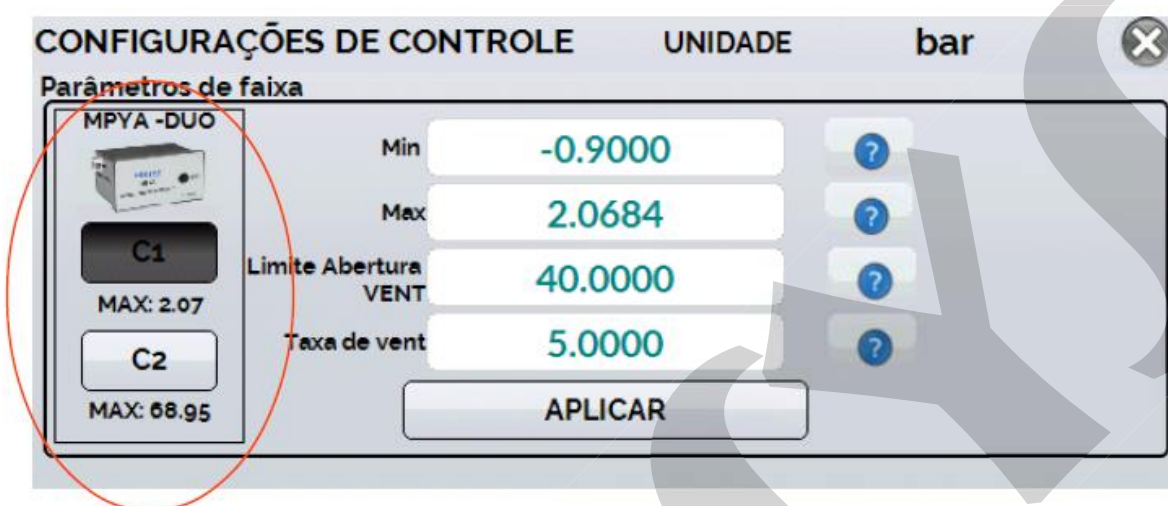 CONFIGURAÇÕES DE CONTROLE UNIDADE bar
Parâmetros de faixa
MPYA -DUO
C1
MAX: 2.07
C2
MAX: 68.95
Min -0.9000 ?
Max 2.0684 ?
Limite Abertura
VENT 40.0000 ?
Taxa de vent 5.0000 ?
APLICAR